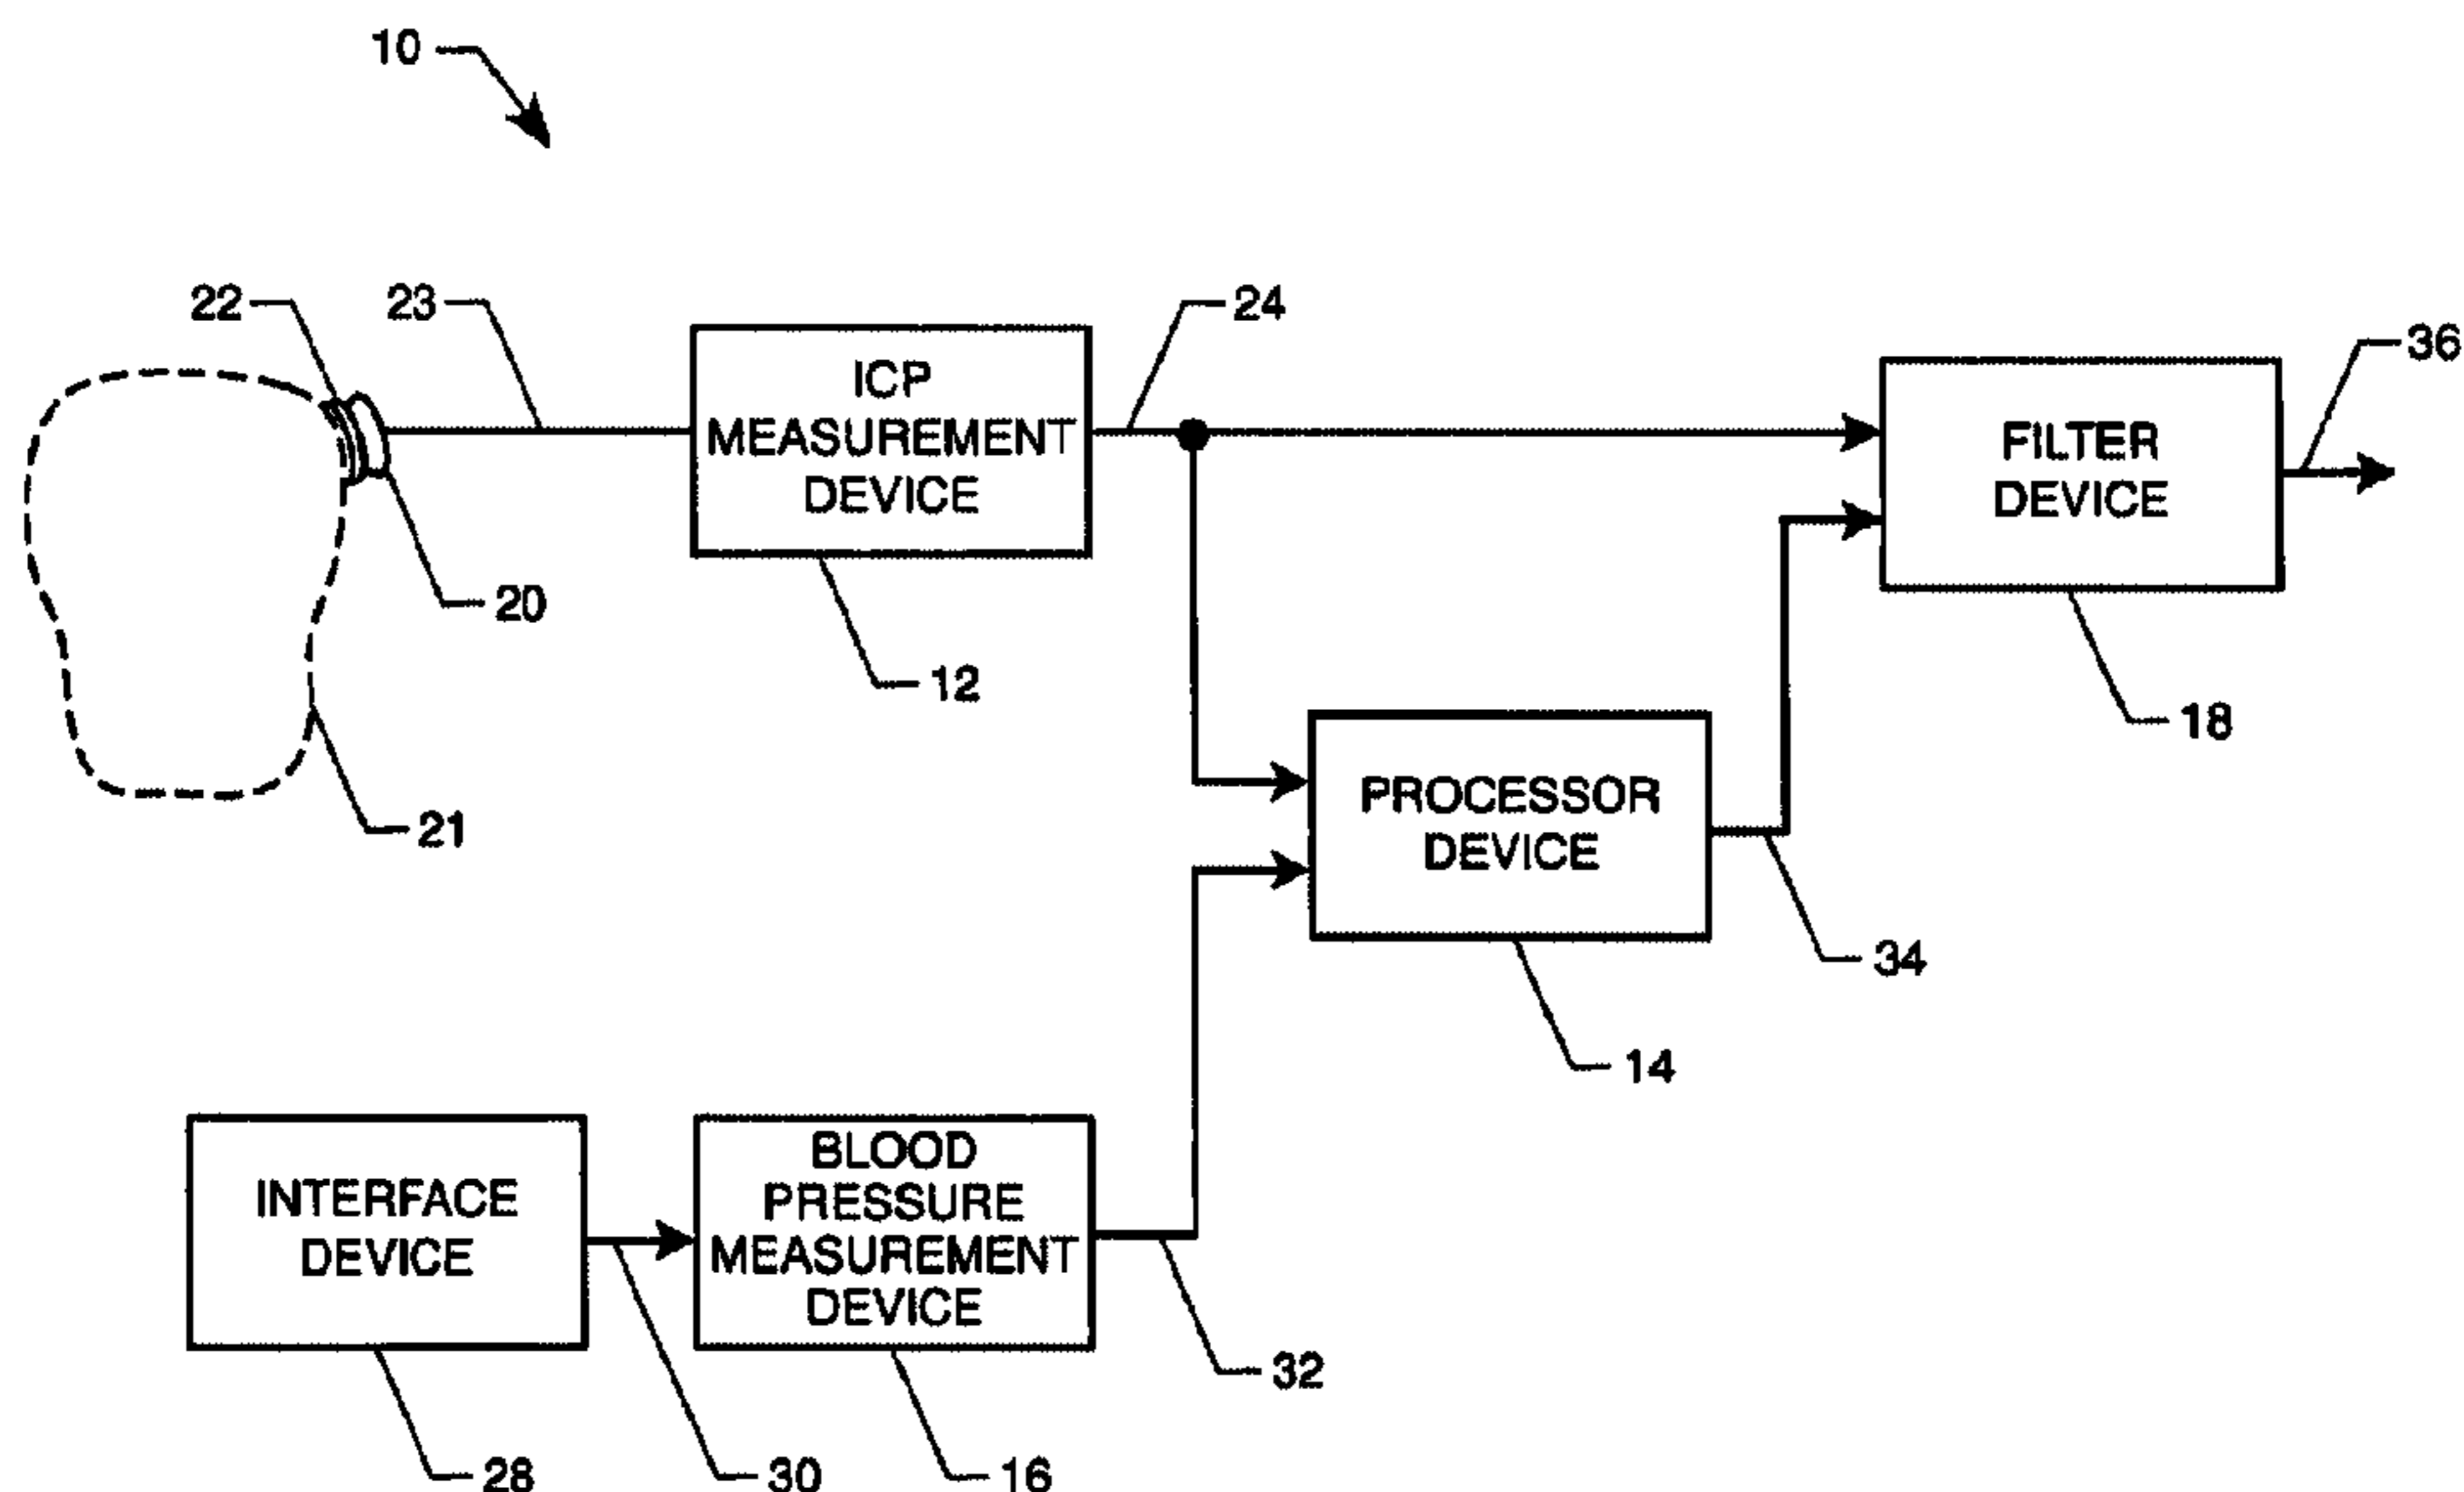 10
22
23
24
36
ICP
MEASUREMENT
DEVICE
FILTER
DEVICE
20
12
18
21
PROCESSOR
DEVICE
34
14
INTERFACE
DEVICE
BLOOD
PRESSURE
MEASUREMENT
DEVICE
32
28
30
16